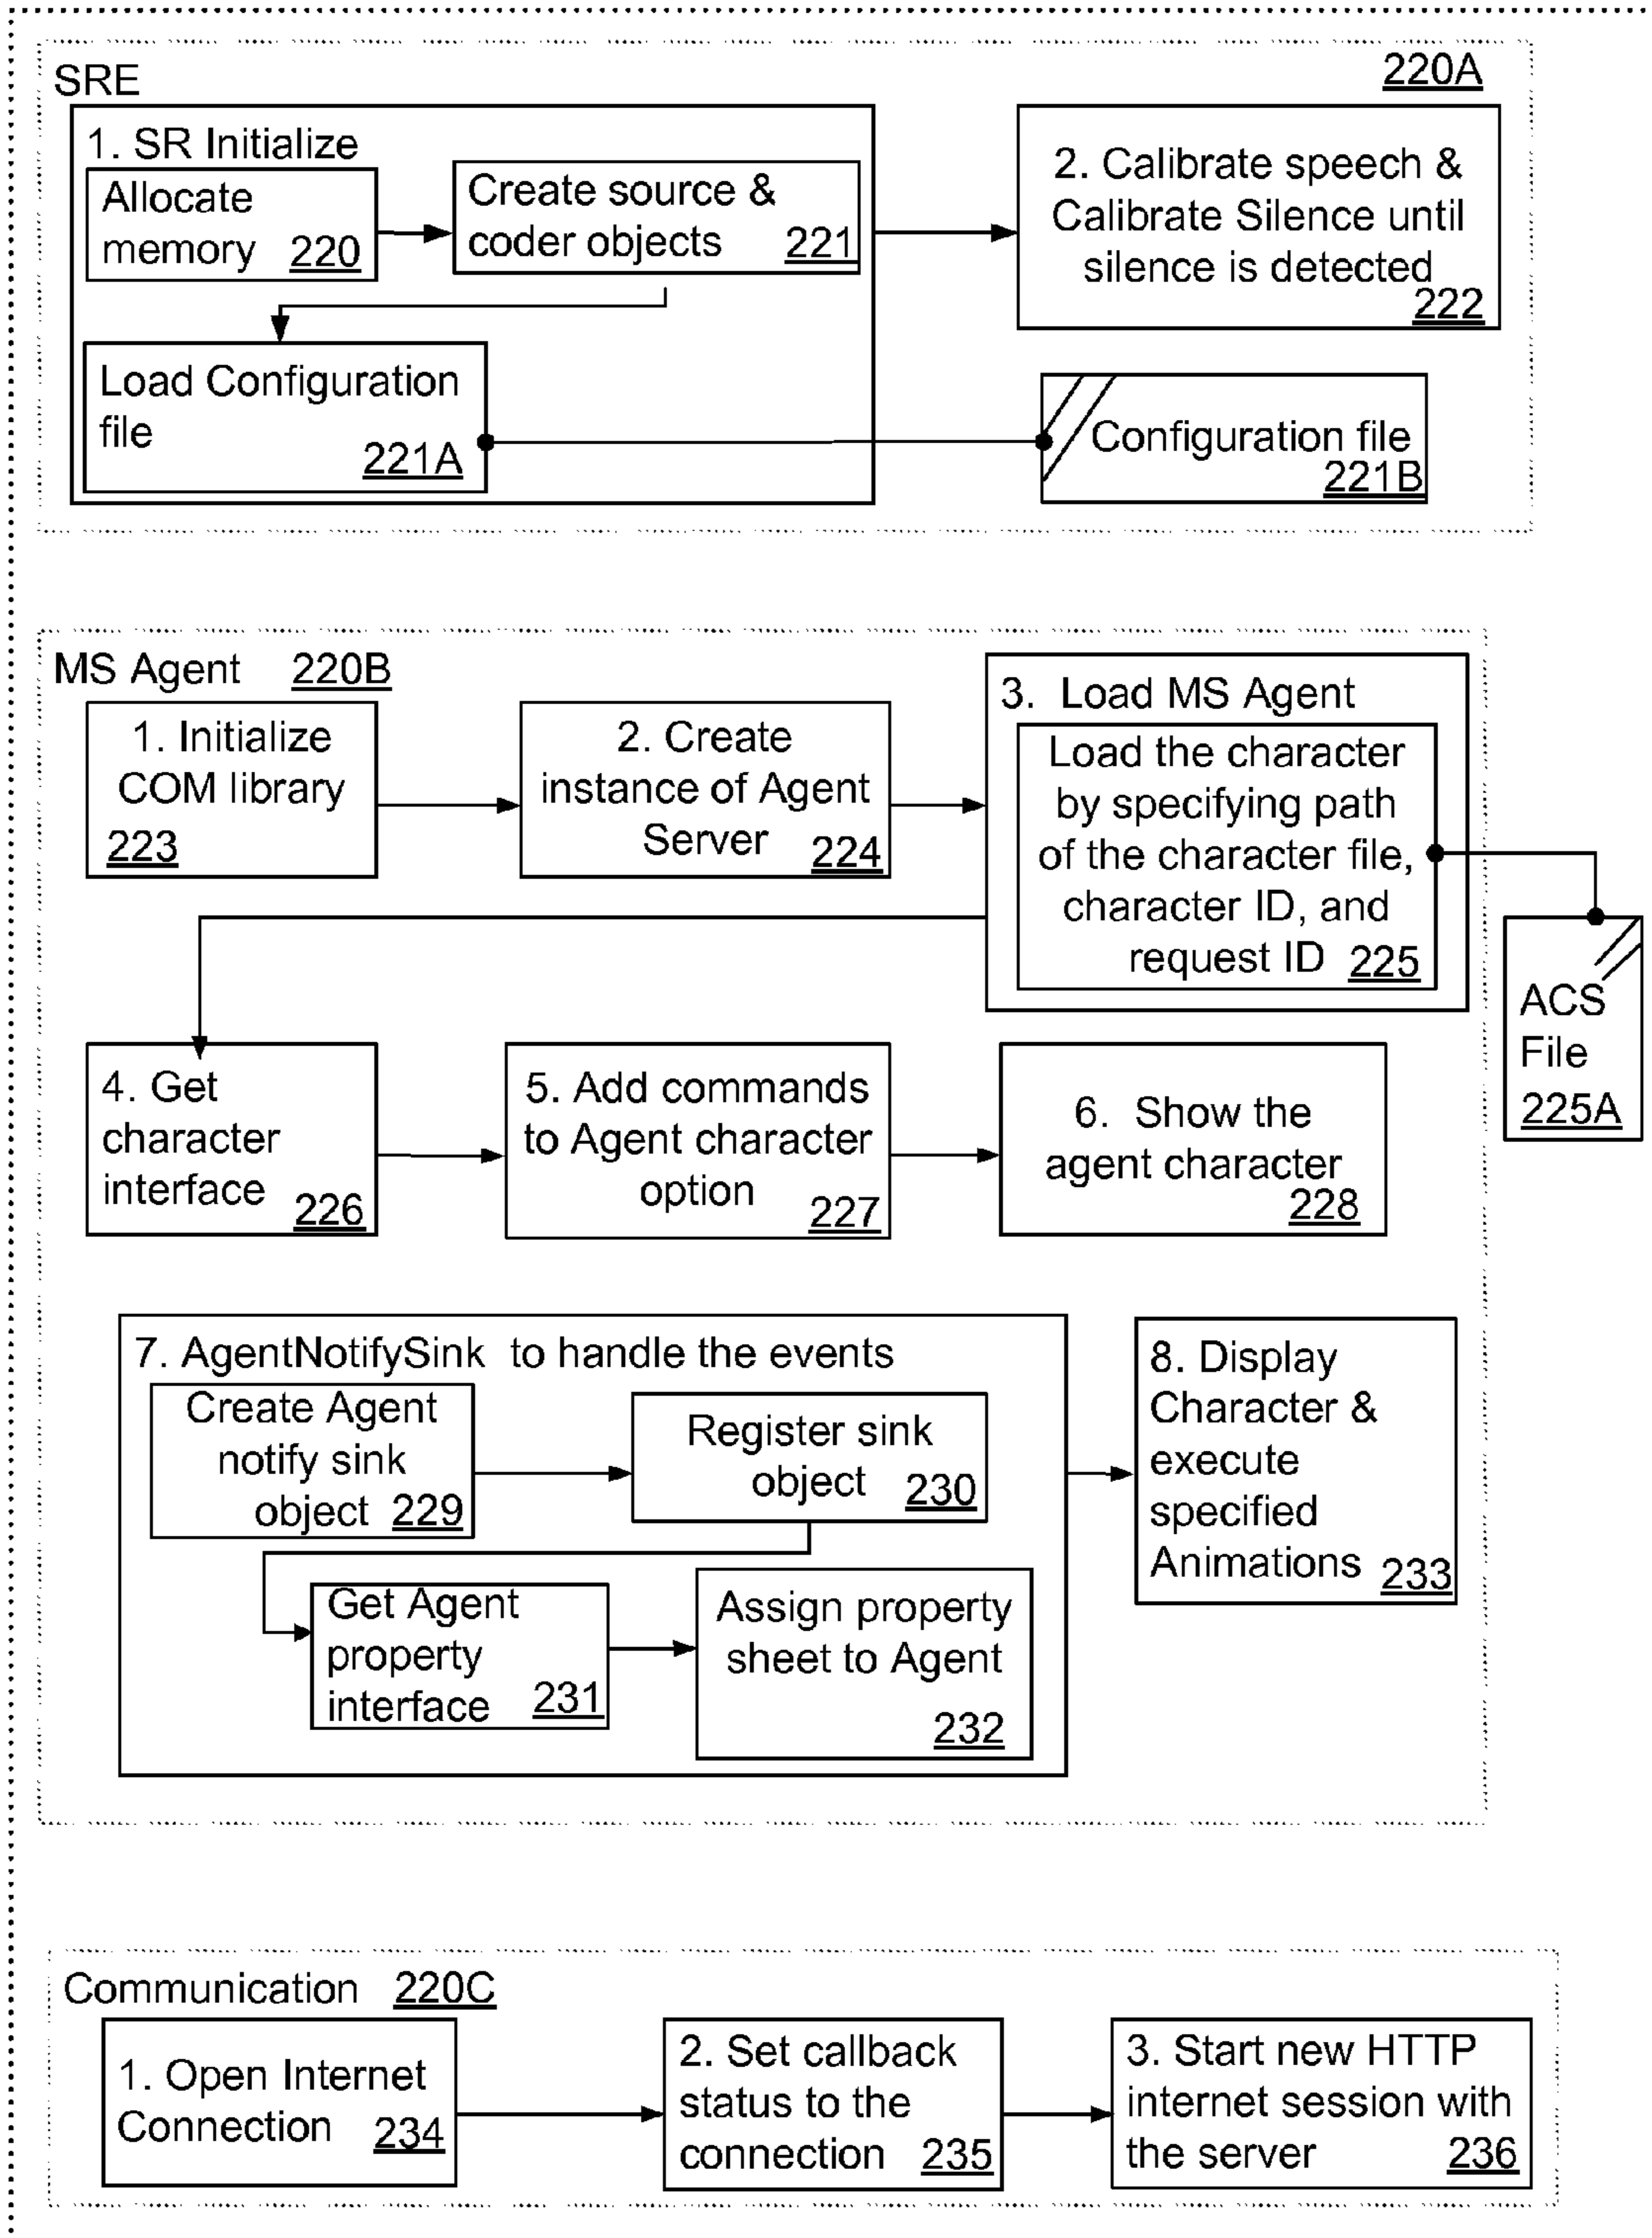 SRE
220A
1. SR Initialize
Allocate
memory 220
Create source &
coder objects 221
2. Calibrate speech &
Calibrate Silence until
silence is detected
222
Load Configuration
file
221A
Configuration file
221B
MS Agent 220B
1. Initialize
COM library
223
2. Create
instance of Agent
Server 224
3. Load MS Agent
Load the character
by specifying path
of the character file,
character ID, and
request ID 225
ACS
File
225A
4. Get
character
interface 226
5. Add commands
to Agent character
option 227
6. Show the
agent character
228
7. AgentNotifySink to handle the events
Create Agent
notify sink
object 229
Register sink
object 230
Get Agent
property
interface 231
Assign property
sheet to Agent
232
8. Display
Character &
execute
specified
Animations 233
Communication 220C
1. Open Internet
Connection 234
2. Set callback
status to the
connection 235
3. Start new HTTP
internet session with
the server 236